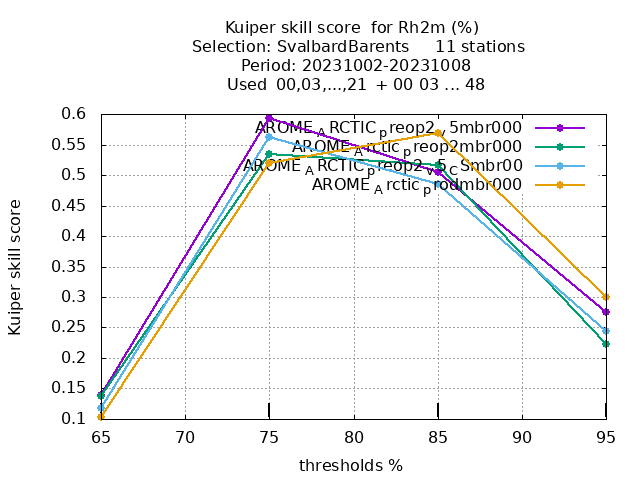 Kuiper skill score  for Rh2m (%)
Selection: SvalbardBarents     11 stations
Period: 20231002-20231008
Used  00,03,...,21  + 00 03 ... 48
0.6
0.55
0.5
0.45
0.4
0.35
0.3
0.25
0.2
0.15
0.1
Kuiper skill score
AROME_ARCTIC_preop2_v5mbr000
AROME_Arctic_preop2mbr000
AROME_ARCTIC_preop2_v5_CSmbr00
AROME_Arctic_prodmbr000
65 70 75 80 85 90 95
thresholds %